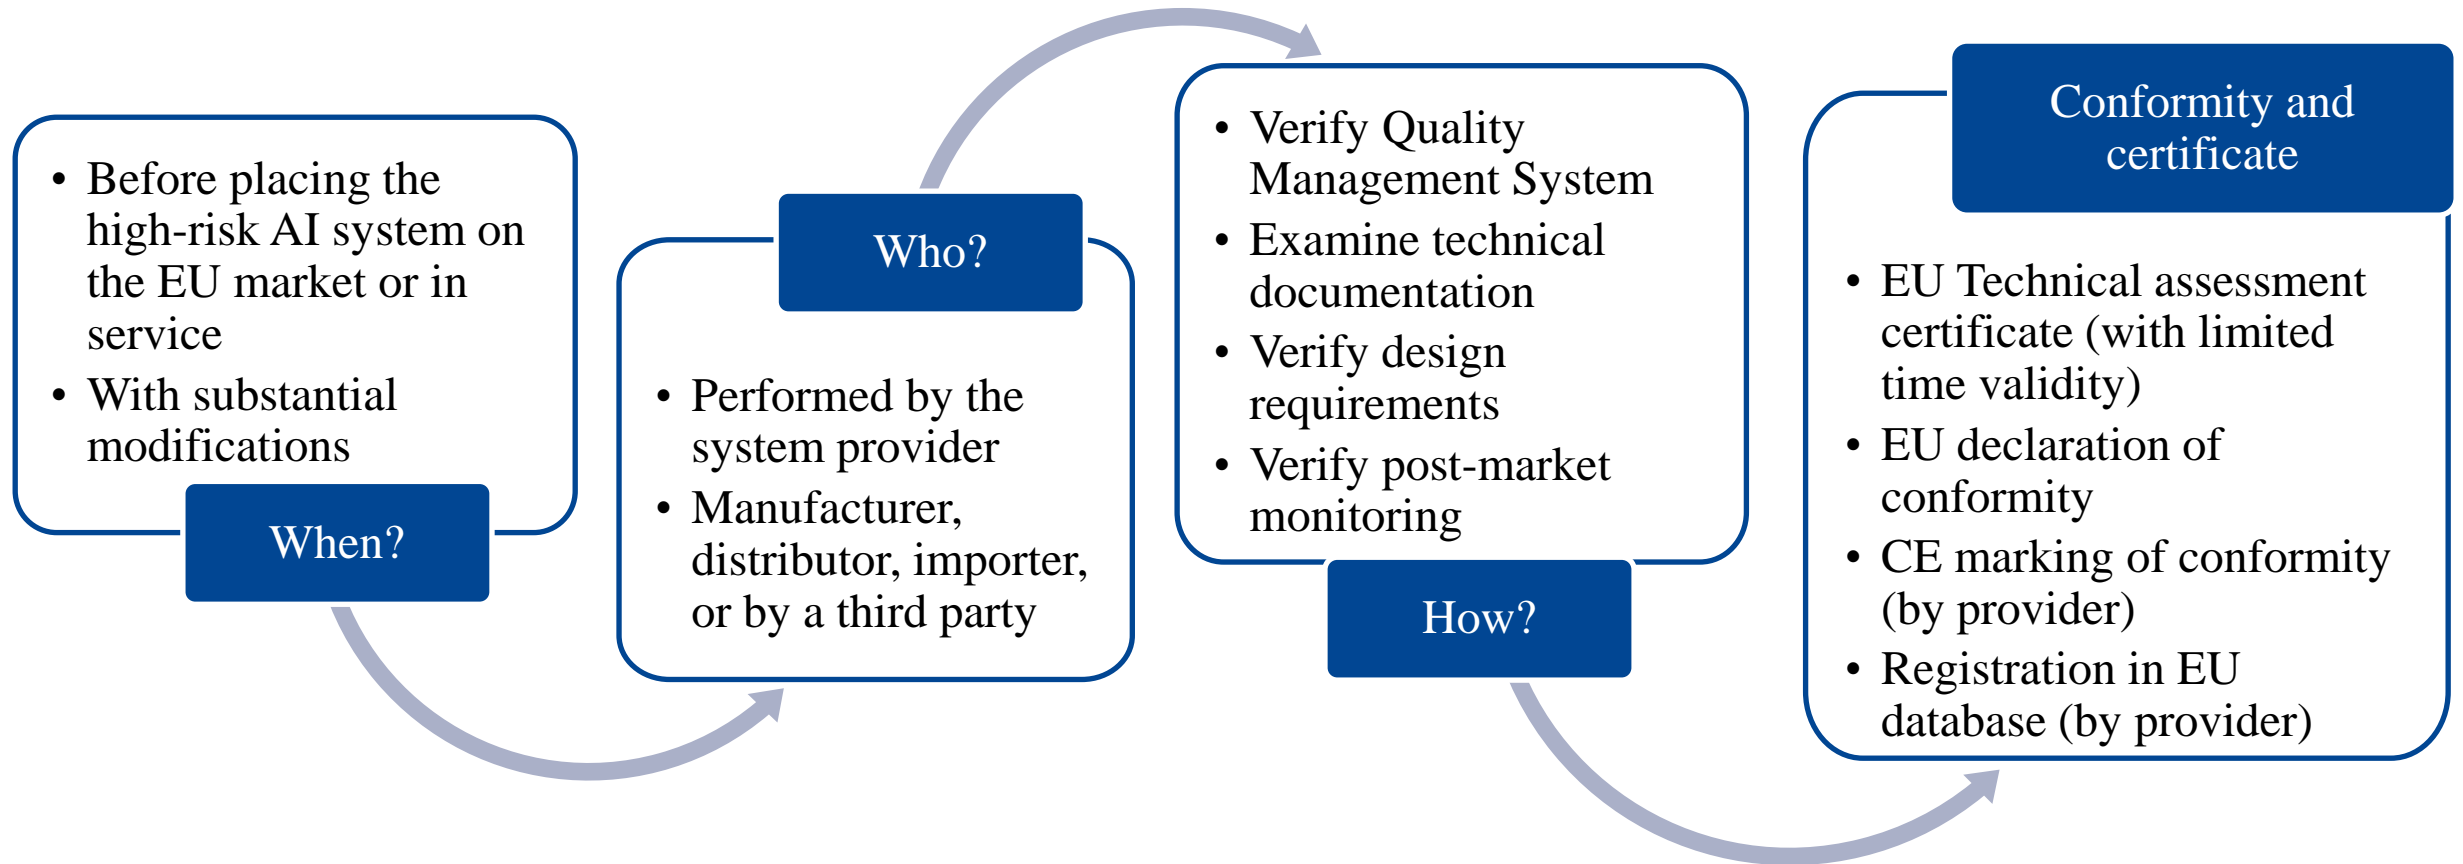 • Before placing the
high-risk AI system on
the EU market or in
service
• With substantial
modifications
When?
Who?
• Performed by the
system provider
• Manufacturer,
distributor, importer,
or by a third party
• Verify Quality
Management System
• Examine technical
documentation
• Verify design
requirements
• Verify post-market
monitoring
How?
Conformity and
certificate
• EU Technical assessment
certificate (with limited
time validity)
• EU declaration of
conformity
• CE marking of conformity
(by provider)
• Registration in EU
database (by provider)